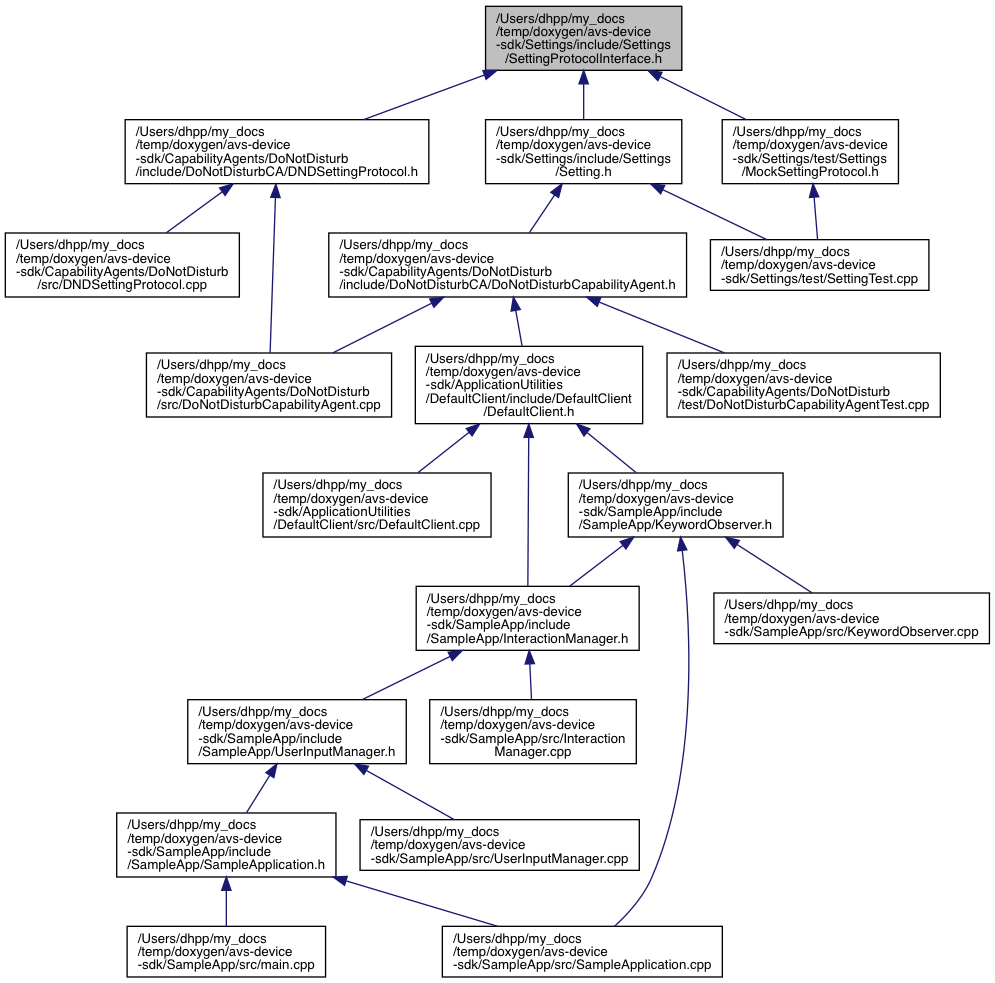 /Users/dhpp/my_docs
/temp/doxygen/avs-device
-sdk/Settings/include/Settings
/SettingProtocolInterface.h
/Users/dhpp/my_docs
/temp/doxygen/avs-device
-sdk/CapabilityAgents/DoNotDisturb
/include/DoNotDisturbCA/DNDSettingProtocol.h
/Users/dhpp/my_docs
/temp/doxygen/avs-device
-sdk/Settings/include/Settings
/Setting.h
/Users/dhpp/my_docs
/temp/doxygen/avs-device
-sdk/Settings/test/Settings
/MockSettingProtocol.h
/Users/dhpp/my_docs
/temp/doxygen/avs-device
-sdk/CapabilityAgents/DoNotDisturb
/src/DNDSettingProtocol.cpp
/Users/dhpp/my_docs
/temp/doxygen/avs-device
-sdk/CapabilityAgents/DoNotDisturb
/include/DoNotDisturbCA/DoNotDisturbCapabilityAgent.h
/Users/dhpp/my_docs
/temp/doxygen/avs-device
-sdk/Settings/test/SettingTest.cpp
/Users/dhpp/my_docs
/temp/doxygen/avs-device
-sdk/CapabilityAgents/DoNotDisturb
/src/DoNotDisturbCapabilityAgent.cpp
/Users/dhpp/my_docs
/temp/doxygen/avs-device
-sdk/ApplicationUtilities
/DefaultClient/include/DefaultClient
/DefaultClient.h
/Users/dhpp/my_docs
/temp/doxygen/avs-device
-sdk/CapabilityAgents/DoNotDisturb
/test/DoNotDisturbCapabilityAgentTest.cpp
/Users/dhpp/my_docs
/temp/doxygen/avs-device
-sdk/ApplicationUtilities
/DefaultClient/src/DefaultClient.cpp
/Users/dhpp/my_docs
/temp/doxygen/avs-device
-sdk/SampleApp/include
/SampleApp/KeywordObserver.h
/Users/dhpp/my_docs
/temp/doxygen/avs-device
-sdk/SampleApp/include
/SampleApp/InteractionManager.h
/Users/dhpp/my_docs
/temp/doxygen/avs-device
-sdk/SampleApp/src/KeywordObserver.cpp
/Users/dhpp/my_docs
/temp/doxygen/avs-device
-sdk/SampleApp/include
/SampleApp/UserInputManager.h
/Users/dhpp/my_docs
/temp/doxygen/avs-device
-sdk/SampleApp/src/Interaction
Manager.cpp
/Users/dhpp/my_docs
/temp/doxygen/avs-device
-sdk/SampleApp/include
/SampleApp/SampleApplication.h
/Users/dhpp/my_docs
/temp/doxygen/avs-device
-sdk/SampleApp/src/UserInputManager.cpp
/Users/dhpp/my_docs
/temp/doxygen/avs-device
-sdk/SampleApp/src/main.cpp
/Users/dhpp/my_docs
/temp/doxygen/avs-device
-sdk/SampleApp/src/SampleApplication.cpp